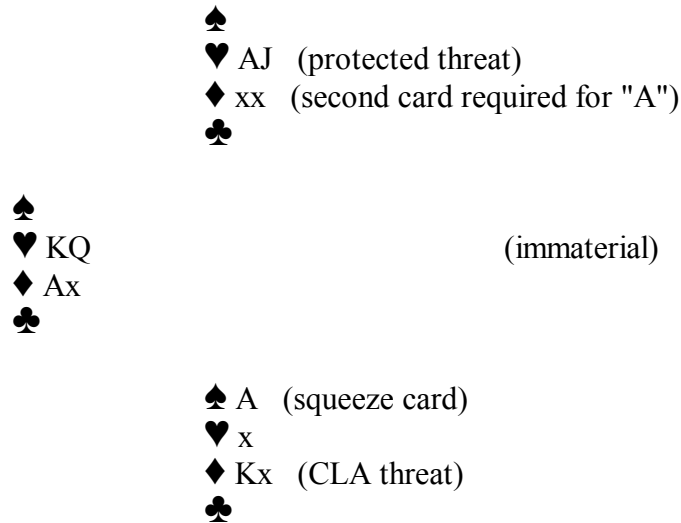 ♠
♥ AJ (protected threat)
♦ xx (second card required for "A")
♣
♠
♥ KQ (immaterial)
♦ Ax
♣
♠ A (squeeze card)
♥ x
♦ Kx (CLA threat)
♣